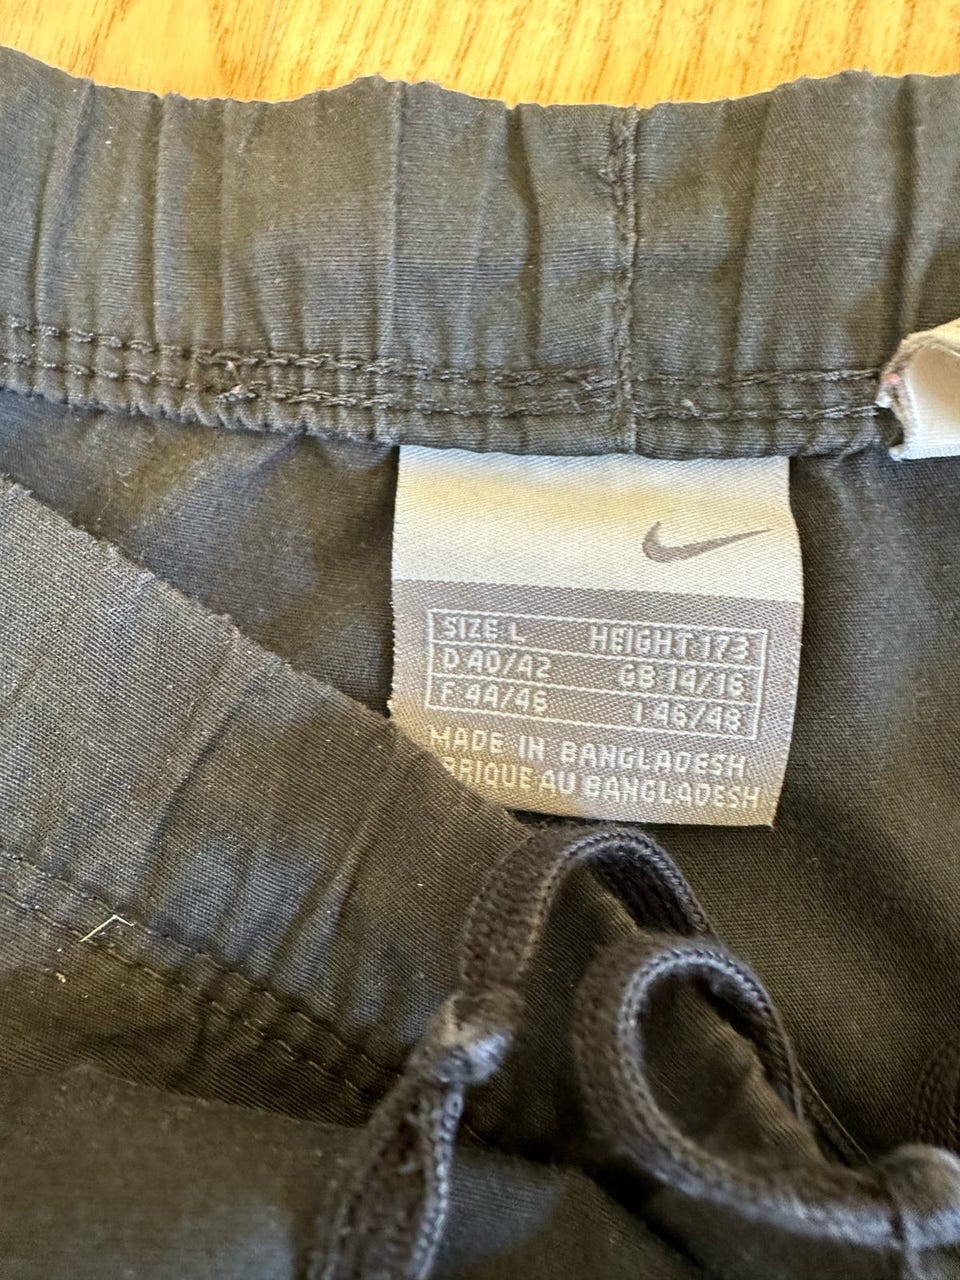 SIZE L HEIGHT 173
D 40/42 GB 14/16
F 44/46 I 46/48
MADE IN BANGLADESH
BRIQUE AU BANGLADESH